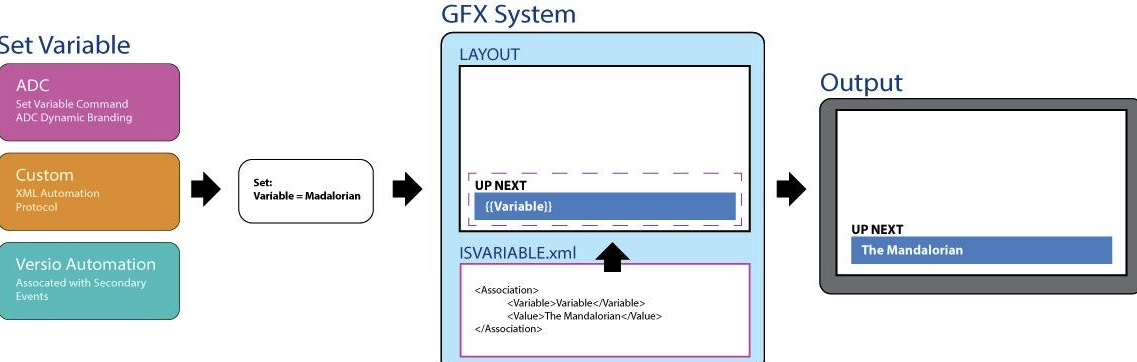 Set Variable
ADC
Set Variable Command
ADC Dynamic Branding
Custom
XML Automation
Protocol
Versio Automation
Assocated with Secondary
Events
Set:
Variable = Madalorian
GFX System
LAYOUT
UP NEXT
{{Variable}}
ISVARIABLE.xml
<Association>
<Variable>Variable</Variable>
<Value>The Mandalorian</Value>
</Association>
Output
UP NEXT
The Mandalorian